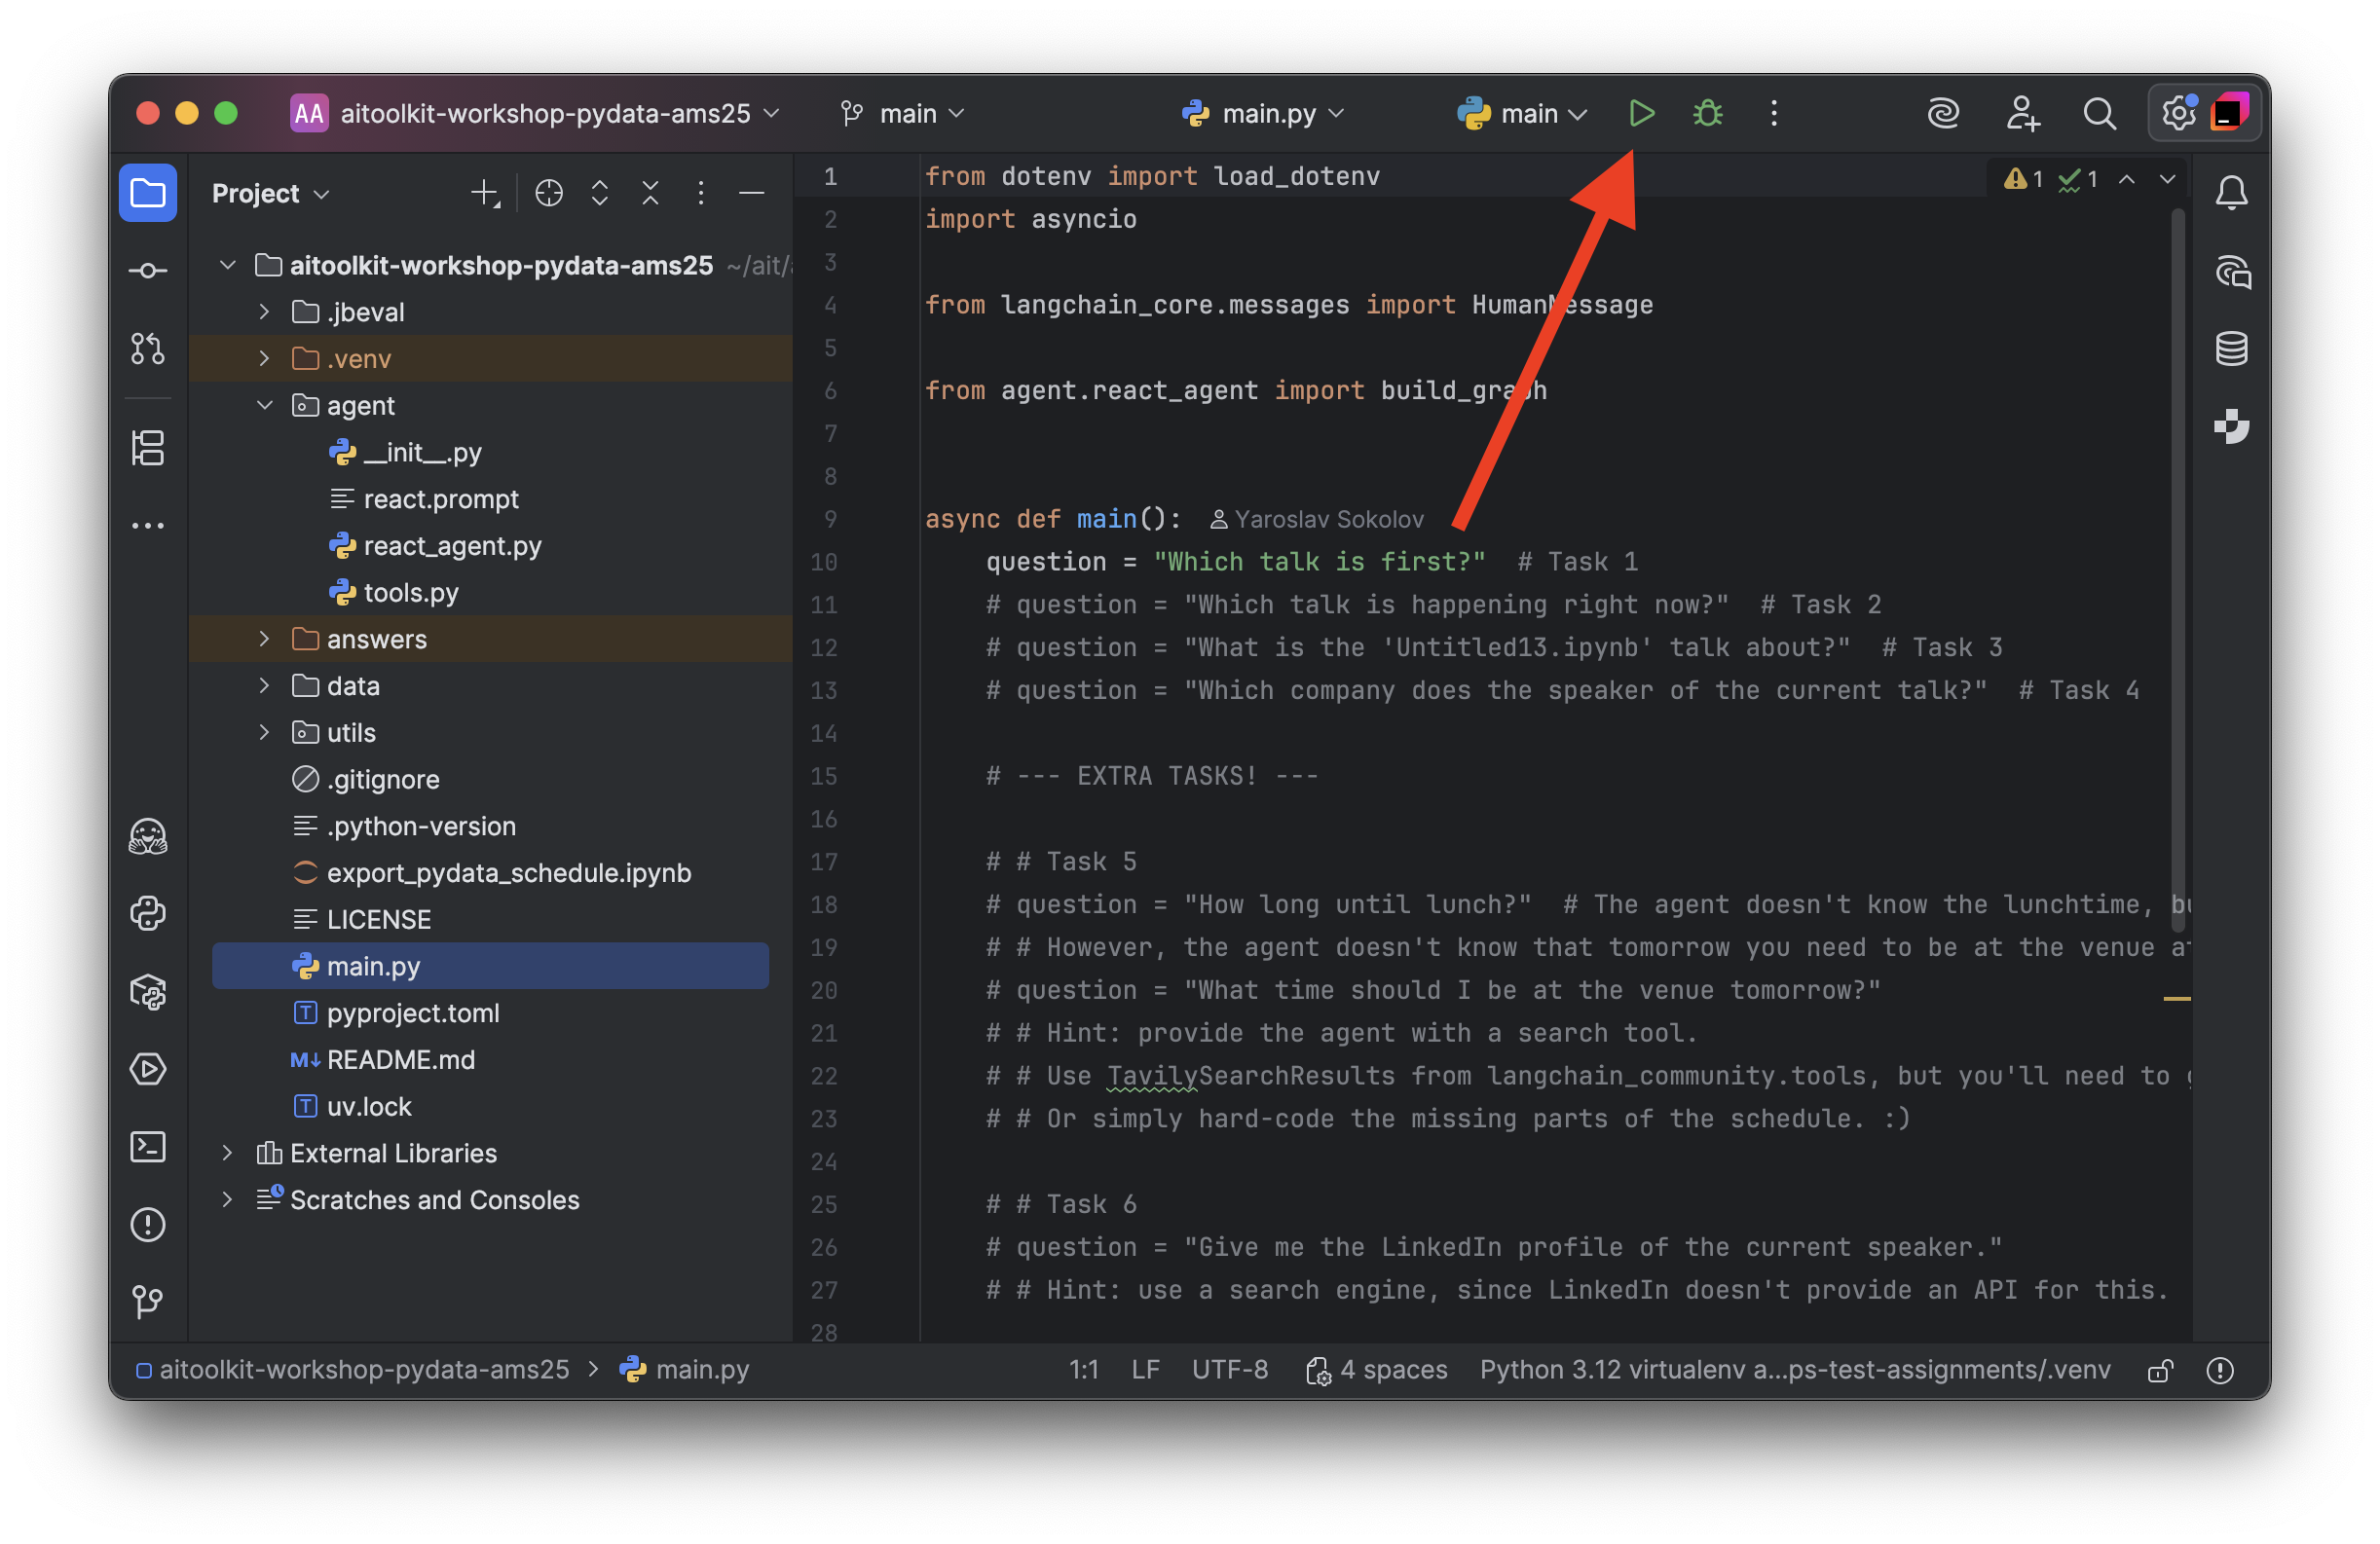 AA aitoolkit-workshop-pydata-ams25 main main.py main
Project
aitoolkit-workshop-pydata-ams25 ~/ait/
.jbeval
.venv
agent
__init__.py
react.prompt
react_agent.py
tools.py
answers
data
utils
.gitignore
.python-version
export_pydata_schedule.ipynb
LICENSE
main.py
T pyproject.toml
M↓ README.md
T uv.lock
External Libraries
Scratches and Consoles
1 from dotenv import load_dotenv
1 1
2 import asyncio
3
4 from langchain_core.messages import HumanMessage
5
6 from agent.react_agent import build_graph
7
8
9 async def main(): Yaroslav Sokolov
10 question = "Which talk is first?" # Task 1
11 # question = "Which talk is happening right now?" # Task 2
12 # question = "What is the 'Untitled13.ipynb' talk about?" # Task 3
13 # question = "Which company does the speaker of the current talk?" # Task 4
14
15 # --- EXTRA TASKS! ---
16
17 # # Task 5
18 # question = "How long until lunch?" # The agent doesn't know the lunchtime, bu
19 # # However, the agent doesn't know that tomorrow you need to be at the venue at
20 # question = "What time should I be at the venue tomorrow?"
21 # # Hint: provide the agent with a search tool.
22 # # Use TavilySearchResults from langchain_community.tools, but you'll need to g
23 # # Or simply hard-code the missing parts of the schedule. :)
24
25 # # Task 6
26 # question = "Give me the LinkedIn profile of the current speaker."
27 # # Hint: use a search engine, since LinkedIn doesn't provide an API for this.
28
aitoolkit-workshop-pydata-ams25 > main.py 1:1 LF UTF-8 4 spaces Python 3.12 virtualenv a...ps-test-assignments/.venv